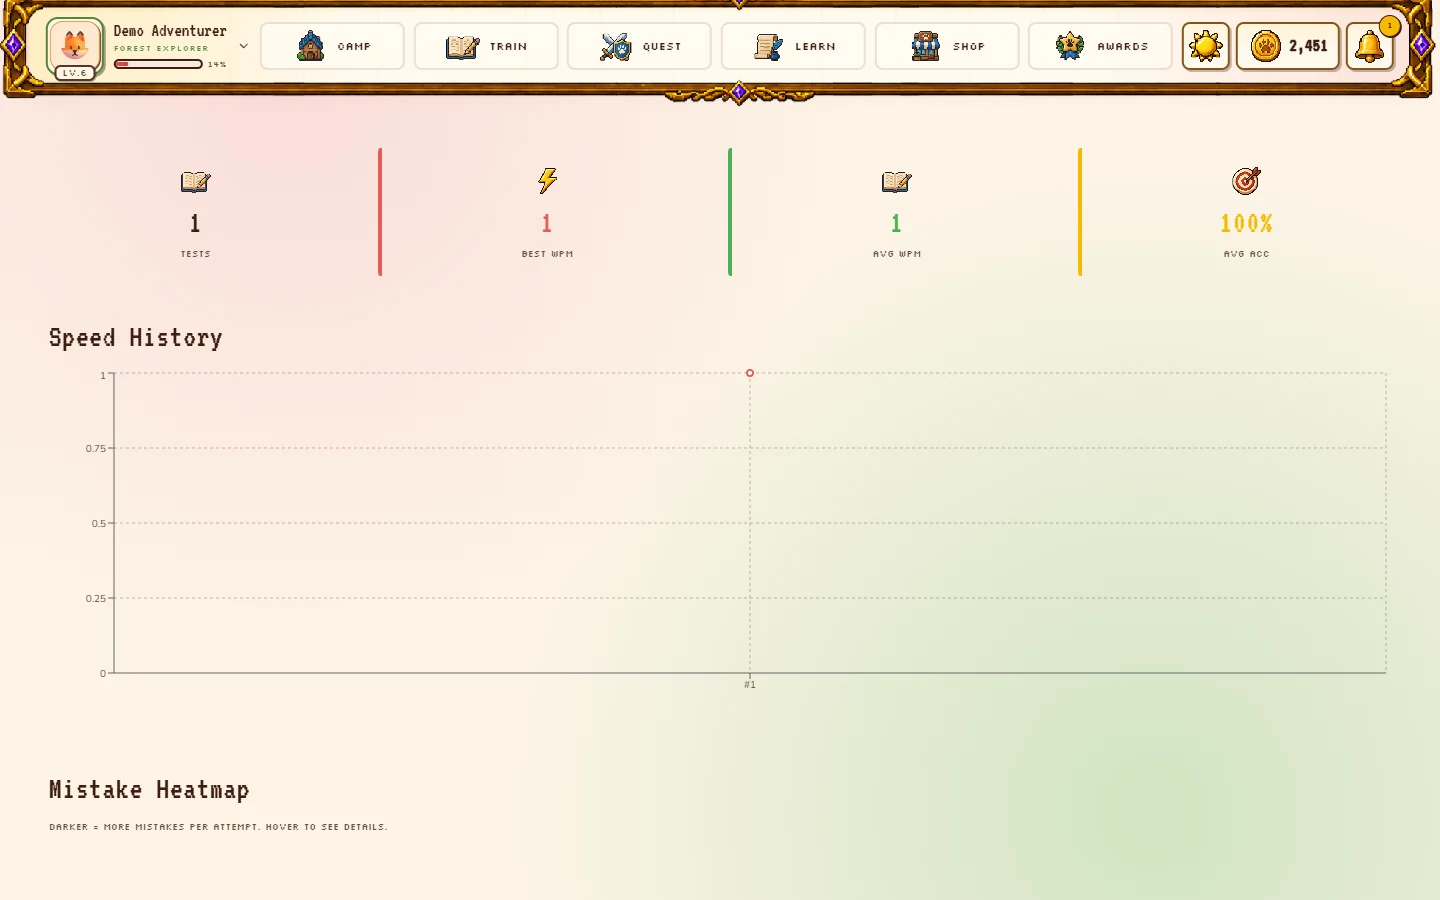 Demo Adventurer
FOREST EXPLORER
14%
LV.6
CAMP
TRAIN
QUEST
LEARN
SHOP
AWARDS
2,451
1
1
TESTS
1
BEST WPM
1
AVG WPM
100%
AVG ACC
Speed History
1
0.75
0.5
0.25
0
#1
Mistake Heatmap
DARKER = MORE MISTAKES PER ATTEMPT. HOVER TO SEE DETAILS.